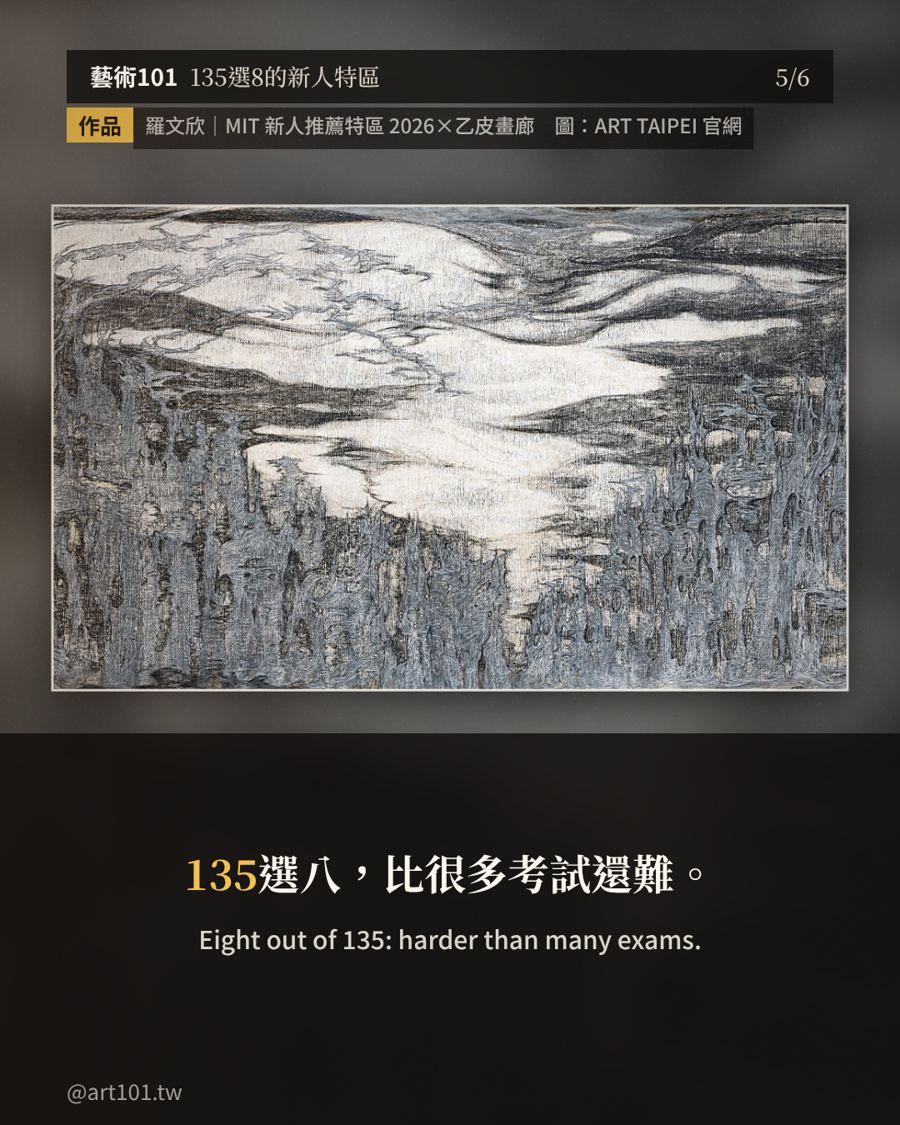 藝術101 135選8的新人特區 5/6
作品 羅文欣｜MIT 新人推薦特區 2026×乙皮畫廊 圖：ART TAIPEI 官網
135選八，比很多考試還難。
Eight out of 135: harder than many exams.
@art101.tw